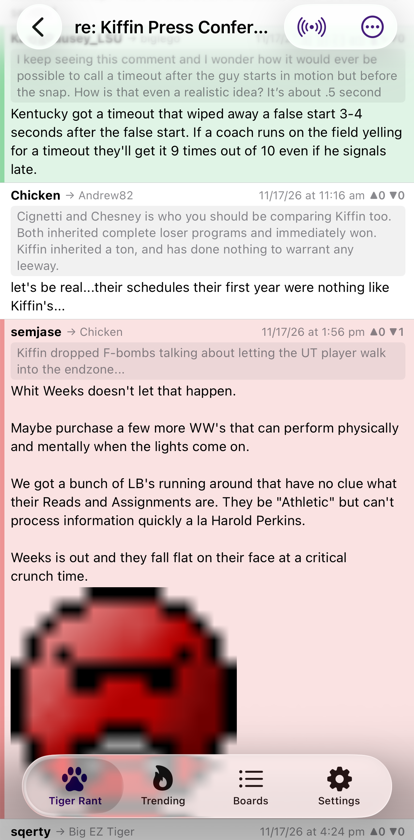 re: Kiffin Press Confer...
I keep seeing this comment and I wonder how it would ever be
possible to call a timeout after the guy starts in motion but before
the snap. How is that even a realistic idea? It's about .5 second
Kentucky got a timeout that wiped away a false start 3-4
seconds after the false start. If a coach runs on the field yelling
for a timeout they'll get it 9 times out of 10 even if he signals
late.
Chicken → Andrew82 11/17/26 at 11:16 am ▲0 ▼0
Cignetti and Chesney is who you should be comparing Kiffin too.
Both inherited complete loser programs and immediately won.
Kiffin inherited a ton, and has done nothing to warrant any
leeway.
let's be real...their schedules their first year were nothing like
Kiffin's...
semjase → Chicken 11/17/26 at 1:56 pm ▲0 ▼1
Kiffin dropped F-bombs talking about letting the UT player walk
into the endzone...
Whit Weeks doesn't let that happen.
Maybe purchase a few more WW's that can perform physically
and mentally when the lights come on.
We got a bunch of LB's running around that have no clue what
their Reads and Assignments are. They be "Athletic" but can't
process information quickly a la Harold Perkins.
Weeks is out and they fall flat on their face at a critical
crunch time.
Tiger Rant
Trending
Boards
Settings
sqerty → Big EZ Tiger 11/17/26 at 4:24 pm ▲0 ▼0